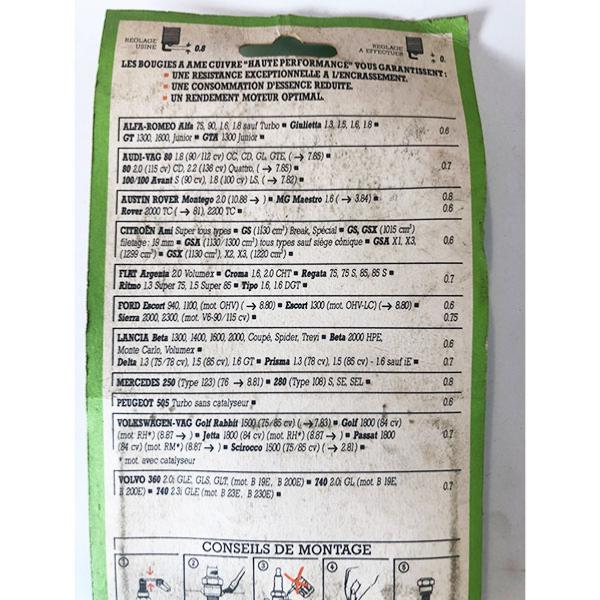 REGLAGE
USINE
0.8
REGLAGE
A EFFECTUER
0.
LES BOUGIES A AME CUIVRE "HAUTE PERFORMANCE" VOUS GARANTISSENT:
▪ UNE RESISTANCE EXCEPTIONNELLE A L'ENCRASSEMENT.
▪ UNE CONSOMMATION D'ESSENCE REDUITE.
▪ UN RENDEMENT MOTEUR OPTIMAL.
ALFA-ROMEO Alfa 75, 90, 1.6, 1.8 sauf Turbo ▪ Giulietta 1.3, 1.5, 1.6, 1.8 ▪
GT 1300, 1600, Junior ▪ GTA 1300 Junior ▪ 0.6
AUDI-VAG 80 1.8 (90/112 cv) CC, CD, GL, GTE, ( → 7.85) ▪
80 2.0 (115 cv) CD, 2.2 (136 cv) Quattro, ( → 7.85) ▪ 0.7
100/100 Avant S (90 cv), 1.8 (100 cv) LS, ( → 7.82) ▪
AUSTIN ROVER Montego 2.0 (10.88 → ) ▪ MG Maestro 1.6 ( → 3.84) ▪ 0.8
Rover 2000 TC ( → 81), 2200 TC ▪ 0.6
CITROËN Ami Super tous types ▪ GS (1130 cm³) Break, Spécial ▪ GS, GSX (1015 cm³)
filetage : 19 mm ▪ GSA (1130/1300 cm³) tous types sauf siège cônique ▪ GSA X1, X3, 0.6
(1299 cm³) ▪ GSX (1130 cm³), X2, X3, (1220 cm³) ▪
FIAT Argenta 2.0 Volumex ▪ Croma 1.6, 2.0 CHT ▪ Regata 75, 75 S, 85, 85 S ▪
Ritmo 1.3 Super 75, 1.5 Super 85 ▪ Tipo 1.6, 1.6 DGT ▪ 0.7
FORD Escort 940, 1100, (mot. OHV) ( → 8.80) ▪ Escort 1300 (mot. OHV-LC) ( → 8.80) ▪ 0.6
Sierra 2000, 2300, (mot. V6-90/115 cv) ▪ 0.75
LANCIA Beta 1300, 1400, 1600, 2000, Coupé, Spider, Trevi ▪ Beta 2000 HPE,
Monte Carlo, Volumex ▪ 0.6
Delta 1.3 (75/78 cv), 1.5 (85 cv), 1.6 GT ▪ Prisma 1.3 (78 cv), 1.5 (85 cv) - 1.6 sauf iE ▪ 0.7
MERCEDES 250 (Type 123) (76 → 8.81) ▪ 280 (Type 108) S, SE, SEL ▪ 0.8
PEUGEOT 505 Turbo sans catalyseur ▪ 0.6
VOLKSWAGEN-VAG Golf Rabbit 1500 (75/85 cv) ( → 7.83) ▪ Golf 1800 (84 cv)
(mot RH*) (8.87 → ) ▪ Jetta 1800 (84 cv) (mot. RH*) (8.87 → ) ▪ Passat 1800 0.7
(84 cv) (mot. RM*) (8.87 → ) ▪ Scirocco 1500 (75/85 cv) ( → 2.81) ▪
* mot. avec catalyseur
VOLVO 360 2.0i GLE, GLS, GLT, (mot. B 19E, B 200E) ▪ 740 2.0i GL (mot. B 19E,
B 200E) ▪ 740 2.3i GLE (mot. B 23E, B 230E) ▪ 0.7
CONSEILS DE MONTAGE
1 2 3 4 5